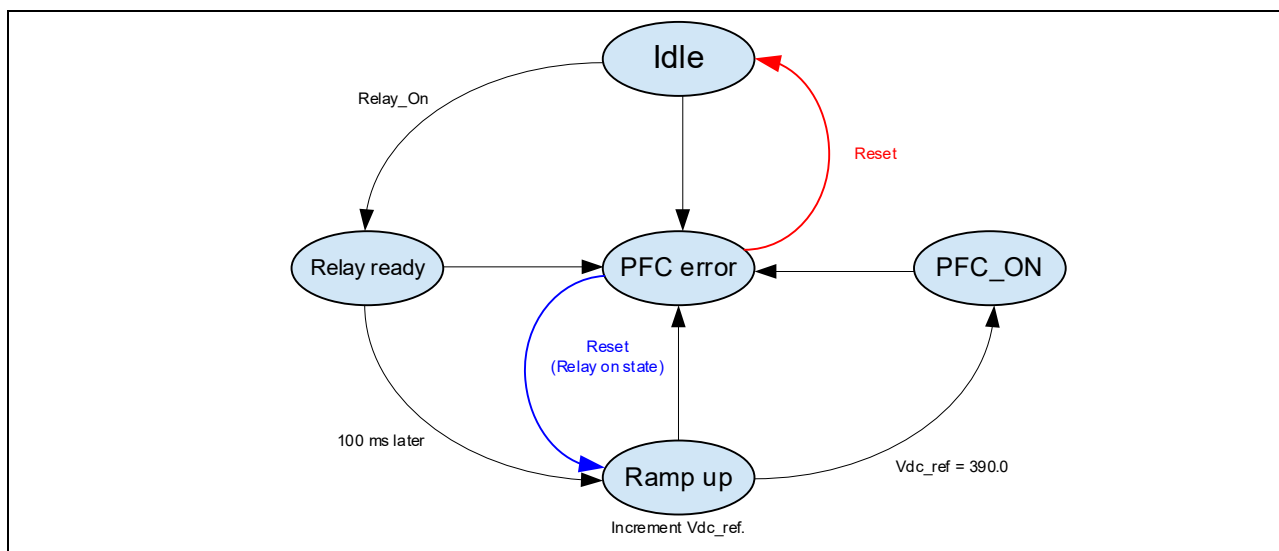 Idle
Relay_On
Reset
Relay ready
PFC error
PFC_ON
Reset
(Relay on state)
100 ms later
Ramp up
Vdc_ref = 390.0
Increment Vdc_ref.